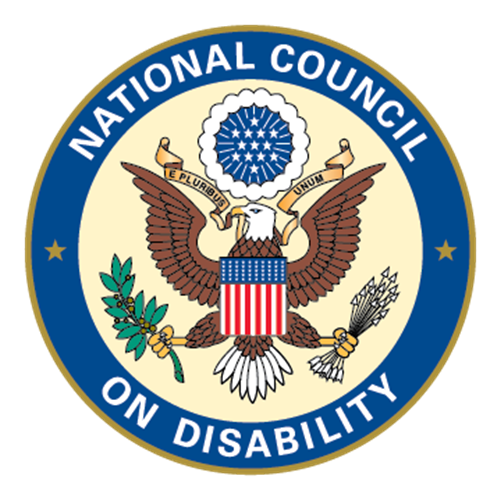 NATIONAL COUNCIL
E PLURIBUS UNUM
ON DISABILITY